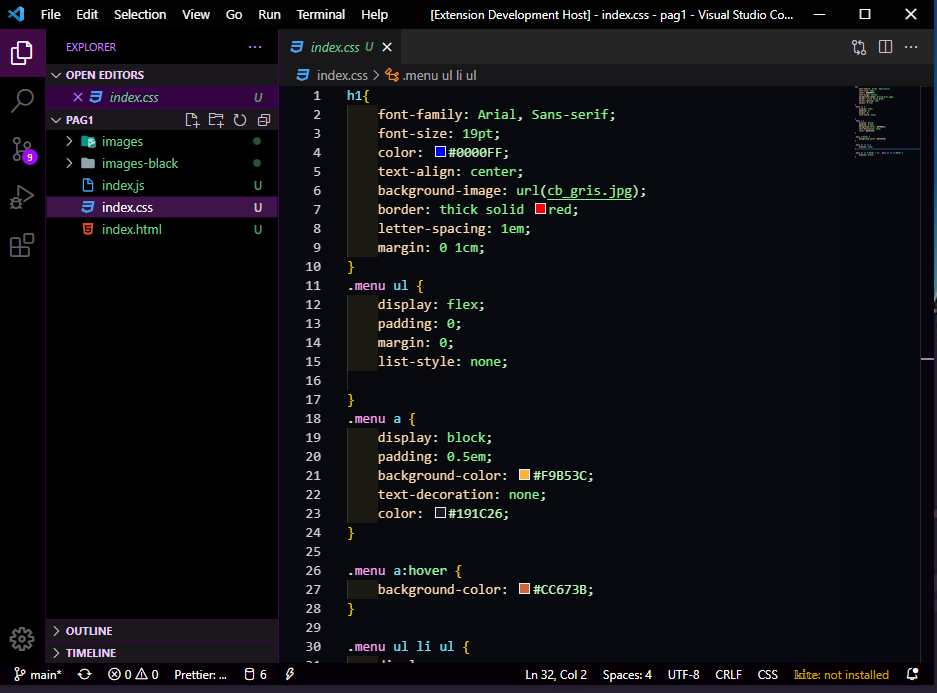 File Edit Selection View Go Run Terminal Help [Extension Development Host] - index.css - pag1 - Visual Studio Co...
EXPLORER
OPEN EDITORS
index.css U
PAG1
images
images-black
index.js U
index.css U
index.html U
OUTLINE
TIMELINE
9
index.css U
index.css > .menu ul li ul
1 h1{
2 font-family: Arial, Sans-serif;
3 font-size: 19pt;
4 color: #0000FF;
5 text-align: center;
6 background-image: url(cb_gris.jpg);
7 border: thick solid red;
8 letter-spacing: 1em;
9 margin: 0 1cm;
10 }
11 .menu ul {
12 display: flex;
13 padding: 0;
14 margin: 0;
15 list-style: none;
16
17 }
18 .menu a {
19 display: block;
20 padding: 0.5em;
21 background-color: #F9B53C;
22 text-decoration: none;
23 color: #191C26;
24 }
25
26 .menu a:hover {
27 background-color: #CC673B;
28 }
29
30 .menu ul li ul {
main* 0 0 Prettier: ... 6 Ln 32, Col 2 Spaces: 4 UTF-8 CRLF CSS kite: not installed